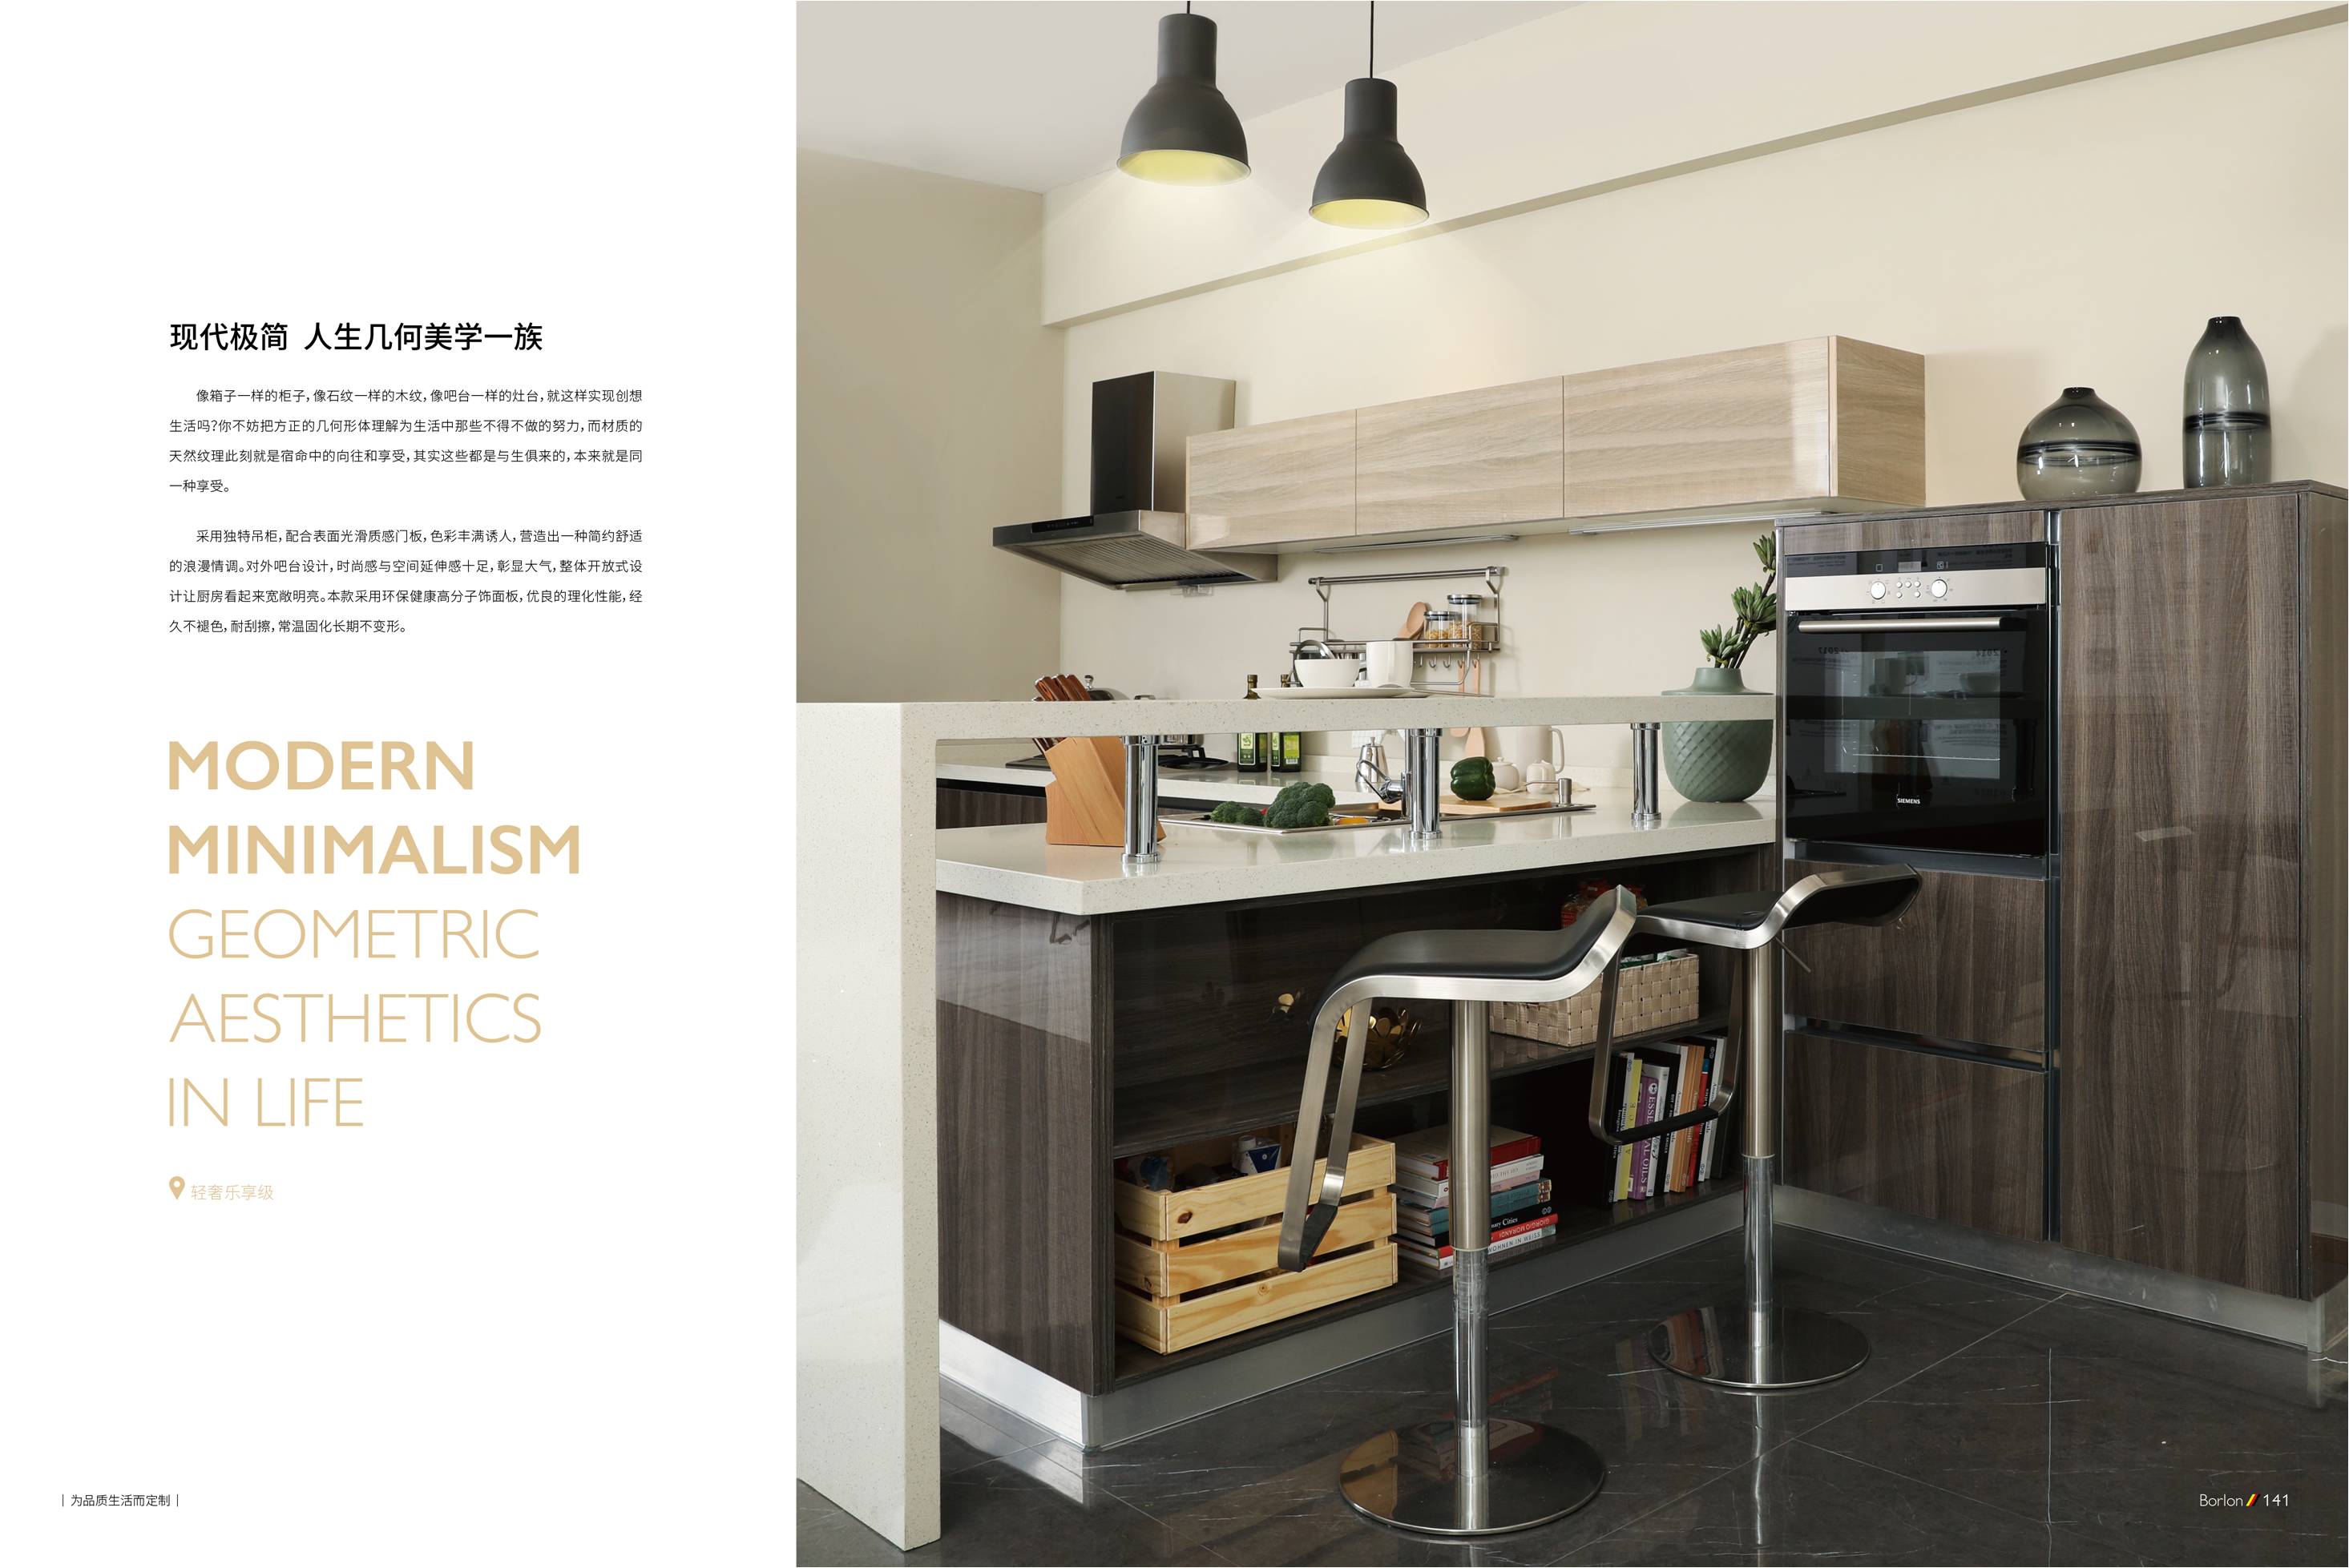 现代极简 人生几何美学一族
像箱子一样的柜子,像石纹一样的木纹,像吧台一样的灶台,就这样实现创想
生活吗?你不妨把方正的几何形体理解为生活中那些不得不做的努力,而材质的
天然纹理此刻就是宿命中的向往和享受,其实这些都是与生俱来的,本来就是同
一种享受。
采用独特吊柜,配合表面光滑质感门板,色彩丰满诱人,营造出一种简约舒适
的浪漫情调。对外吧台设计,时尚感与空间延伸感十足,彰显大气,整体开放式设
计让厨房看起来宽敞明亮。本款采用环保健康高分子饰面板,优良的理化性能,经
久不褪色,耐刮擦,常温固化长期不变形。
MODERN
MINIMALISM
GEOMETRIC
AESTHETICS
IN LIFE
轻奢乐享级
| 为品质生活而定制 |
SIEMENS
ESSENTIAL OILS
Cities
GIORGIO MORANDI
WOHNEN IN WEISS
Borlon 141